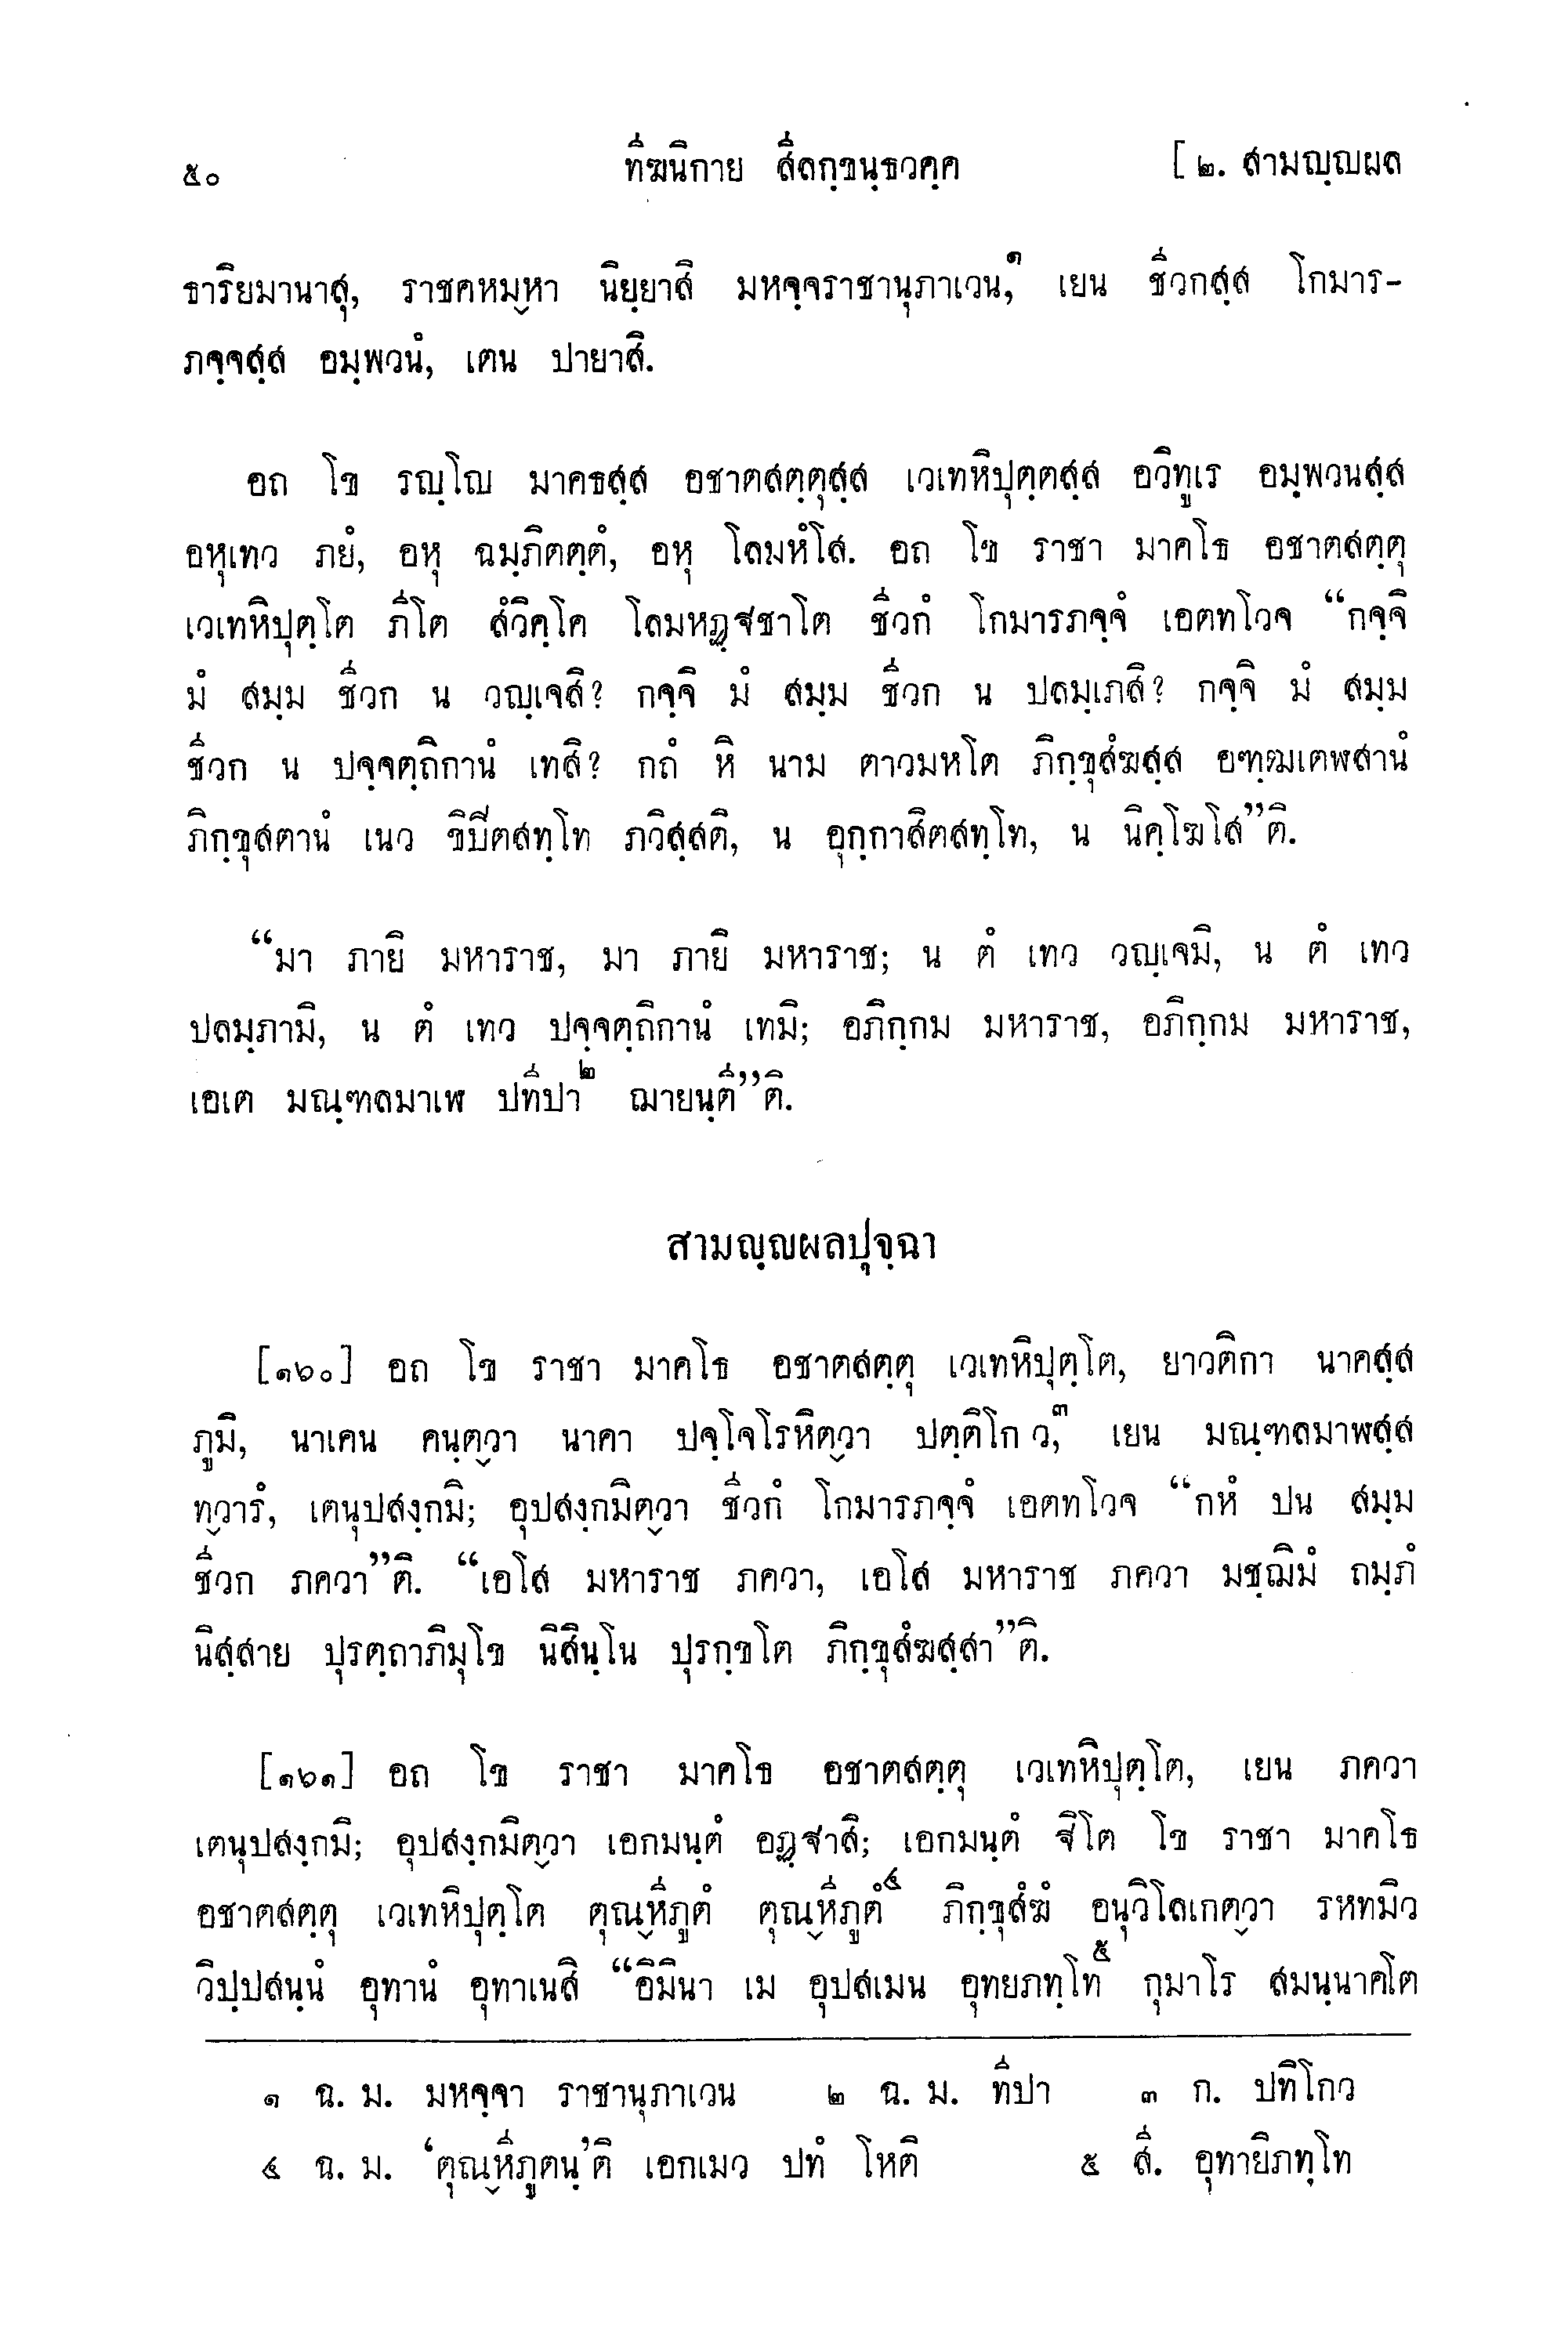 ๕๐ ทีฆนิกาย สีลกฺขนฺธวคฺค [ ๒. สามญฺญผล
ธาริยมานาสุ, ราชคหมฺหา นิยฺยาสิ มหจฺจราชานุภาเวน,๑ เยน ชีวกสฺส โกมาร-
ภจฺจสฺส อมฺพวนํ, เตน ปายาสิ.
อถ โข รญฺโญ มาคธสฺส อชาตสตฺตุสฺส เวเทหิปุตฺตสฺส อวิทูเร อมฺพวนสฺส
อหุเทว ภยํ, อหุ ฉมฺภิตตฺตํ, อหุ โลมหํโส. อถ โข ราชา มาคโธ อชาตสตฺตุ
เวเทหิปุตฺโต ภีโต สํวิคฺโค โลมหฏฺฐชาโต ชีวกํ โกมารภจฺจํ เอตทโวจ “กจฺจิ
มํ สมฺม ชีวก น วญฺเจสิ? กจฺจิ มํ สมฺม ชีวก น ปลมฺเภสิ? กจฺจิ มํ สมฺม
ชีวก น ปจฺจตฺถิกานํ เทสิ? กถํ หิ นาม ตาวมหโต ภิกฺขุสํฆสฺส อฑฺฒเตฬสานํ
ภิกฺขุสตานํ เนว ขิปิตสทฺโท ภวิสฺสติ, น อุกฺกาสิตสทฺโท, น นิคฺโฆโส”ติ.
“มา ภายิ มหาราช, มา ภายิ มหาราช; น ตํ เทว วญฺเจมิ, น ตํ เทว
ปลมฺภามิ, น ตํ เทว ปจฺจตฺถิกานํ เทมิ; อภิกฺกม มหาราช, อภิกฺกม มหาราช,
เอเต มณฺฑลมาเฬ ปทีปา๒ ฌายนฺตี”ติ.
สามญฺญผลปุจฺฉา
[๑๖๐] อถ โข ราชา มาคโธ อชาตสตฺตุ เวเทหิปุตฺโต, ยาวติกา นาคสฺส
ภูมิ, นาเคน คนฺตฺวา นาคา ปจฺโจโรหิตฺวา ปตฺติโก ว,๓ เยน มณฺฑลมาฬสฺส
ทฺวารํ, เตนุปสงฺกมิ; อุปสงฺกมิตฺวา ชีวกํ โกมารภจฺจํ เอตทโวจ “กหํ ปน สมฺม
ชีวก ภควา”ติ. “เอโส มหาราช ภควา, เอโส มหาราช ภควา มชฺฌิมํ ถมฺภํ
นิสฺสาย ปุรตฺถาภิมุโข นิสินฺโน ปุรกฺขโต ภิกฺขุสํฆสฺสา”ติ.
[๑๖๑] อถ โข ราชา มาคโธ อชาตสตฺตุ เวเทหิปุตฺโต, เยน ภควา
เตนุปสงฺกมิ; อุปสงฺกมิตฺวา เอกมนฺตํ อฏฺฐาสิ; เอกมนฺตํ ฐิโต โข ราชา มาคโธ
อชาตสตฺตุ เวเทหิปุตฺโต ตุณฺหีภูตํ ตุณฺหีภูตํ๔ ภิกฺขุสํฆํ อนุวิโลเกตฺวา รหทมิว
วิปฺปสนฺนํ อุทานํ อุทาเนสิ “อิมินา เม อุปสเมน อุทยภทฺโท๕ กุมาโร สมนฺนาคโต
๑ ฉ. ม. มหจฺจา ราชานุภาเวน ๒ ฉ. ม. ทีปา ๓ ก. ปทิโกว
๔ ฉ. ม. ‘ตุณฺหีภูตนฺ’ติ เอกเมว ปทํ โหติ ๕ สี. อุทายิภทฺโท